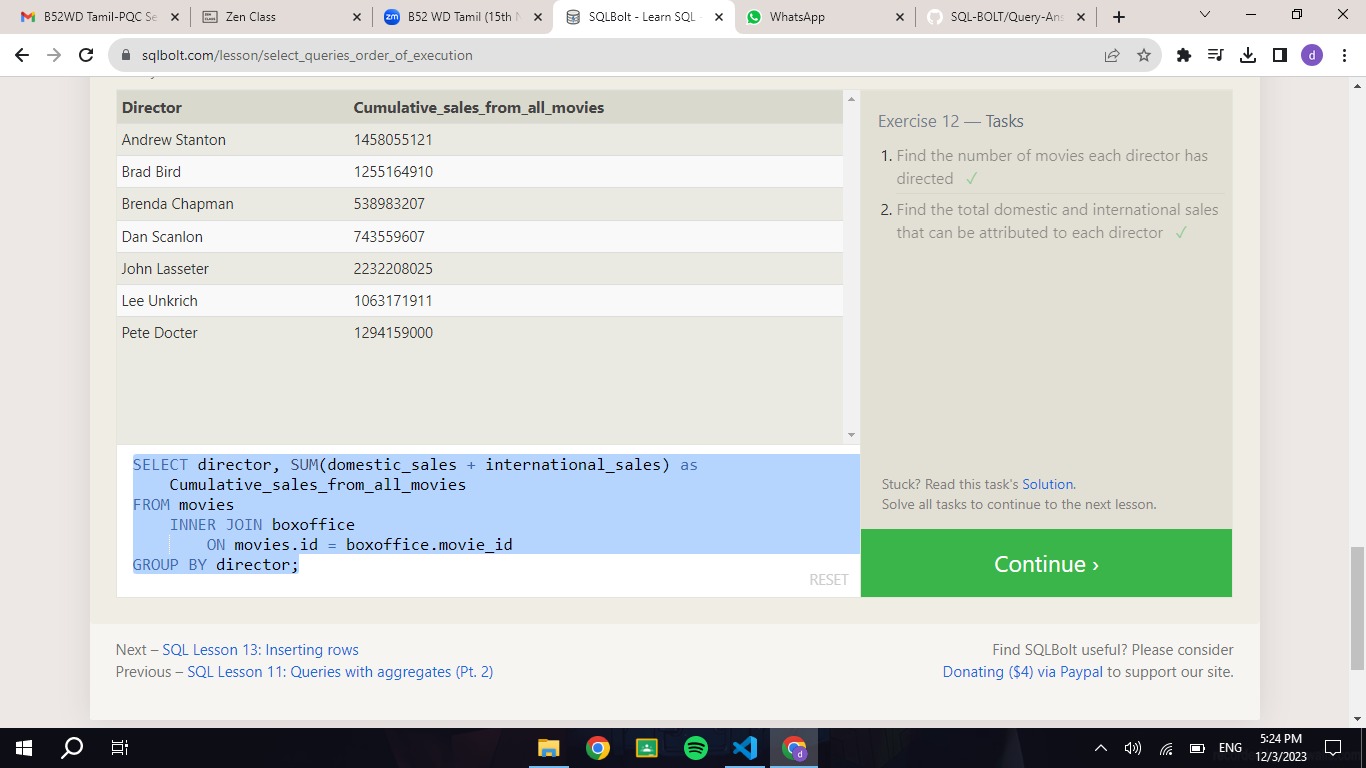 B52WD Tamil-PQC Se
Zen Class
B52 WD Tamil (15th N
SQLBolt - Learn SQL -
WhatsApp
SQL-BOLT/Query-Ans
sqlbolt.com/lesson/select_queries_order_of_execution
d
Director Cumulative_sales_from_all_movies
Andrew Stanton 1458055121
Brad Bird 1255164910
Brenda Chapman 538983207
Dan Scanlon 743559607
John Lasseter 2232208025
Lee Unkrich 1063171911
Pete Docter 1294159000
Exercise 12 — Tasks
1. Find the number of movies each director has
directed ✓
2. Find the total domestic and international sales
that can be attributed to each director ✓
Stuck? Read this task's Solution.
Solve all tasks to continue to the next lesson.
Continue ›
SELECT director, SUM(domestic_sales + international_sales) as
Cumulative_sales_from_all_movies
FROM movies
INNER JOIN boxoffice
ON movies.id = boxoffice.movie_id
GROUP BY director;
RESET
Next – SQL Lesson 13: Inserting rows
Previous – SQL Lesson 11: Queries with aggregates (Pt. 2)
Find SQLBolt useful? Please consider
Donating ($4) via Paypal to support our site.
ENG
5:24 PM
12/3/2023